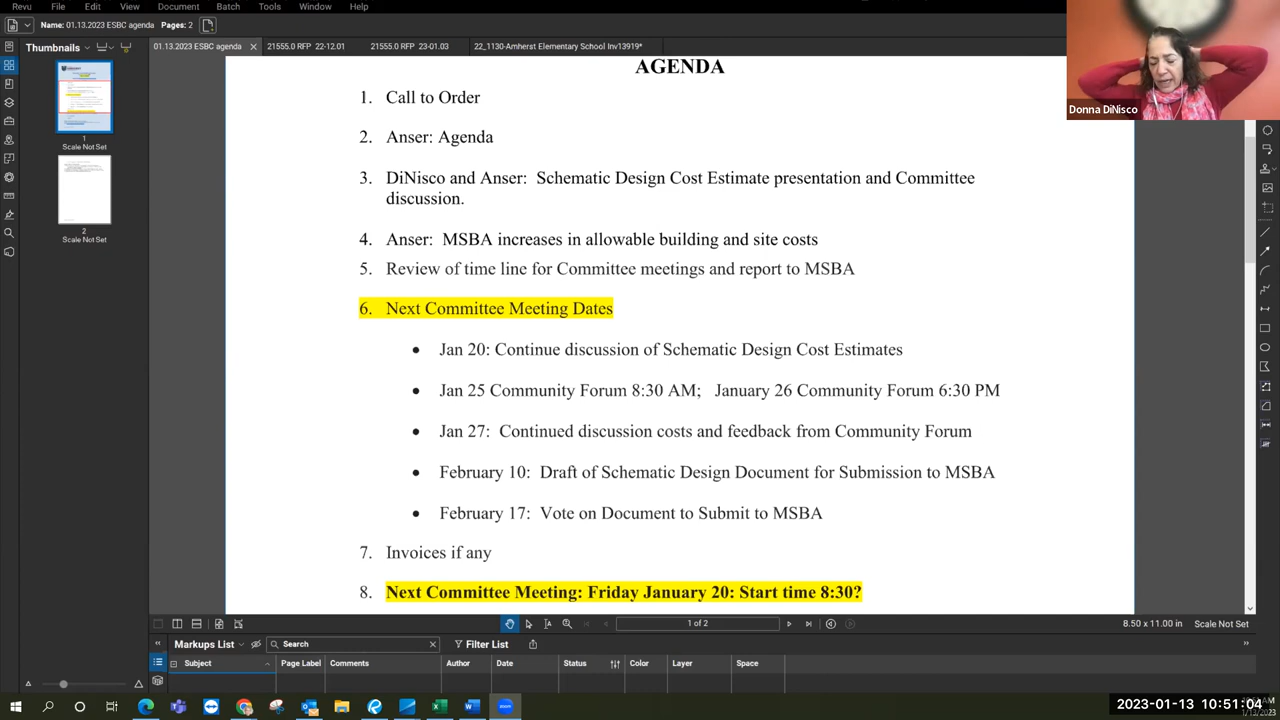 Revu File Edit View Document Batch Tools Window Help
Name: 01.13.2023 ESBC agenda Pages: 2
Thumbnails
01.13.2023 ESBC agenda 21555.0 RFP 22-12.01 21555.0 RFP 23-01.03 22_1130-Amherst Elementary School Inv13919*
Donna DiNisco
1
Scale Not Set
2
Scale Not Set
AGENDA
1. Call to Order
2. Anser: Agenda
3. DiNisco and Anser: Schematic Design Cost Estimate presentation and Committee
discussion.
4. Anser: MSBA increases in allowable building and site costs
5. Review of time line for Committee meetings and report to MSBA
6. Next Committee Meeting Dates
• Jan 20: Continue discussion of Schematic Design Cost Estimates
• Jan 25 Community Forum 8:30 AM; January 26 Community Forum 6:30 PM
• Jan 27: Continued discussion costs and feedback from Community Forum
• February 10: Draft of Schematic Design Document for Submission to MSBA
• February 17: Vote on Document to Submit to MSBA
7. Invoices if any
8. Next Committee Meeting: Friday January 20: Start time 8:30?
1 of 2
8.50 x 11.00 in Scale Not Set
Markups List Search Filter List
Subject Page Label Comments Author Date Status Color Layer Space
2023-01-13 10:51:04
1/13/2023